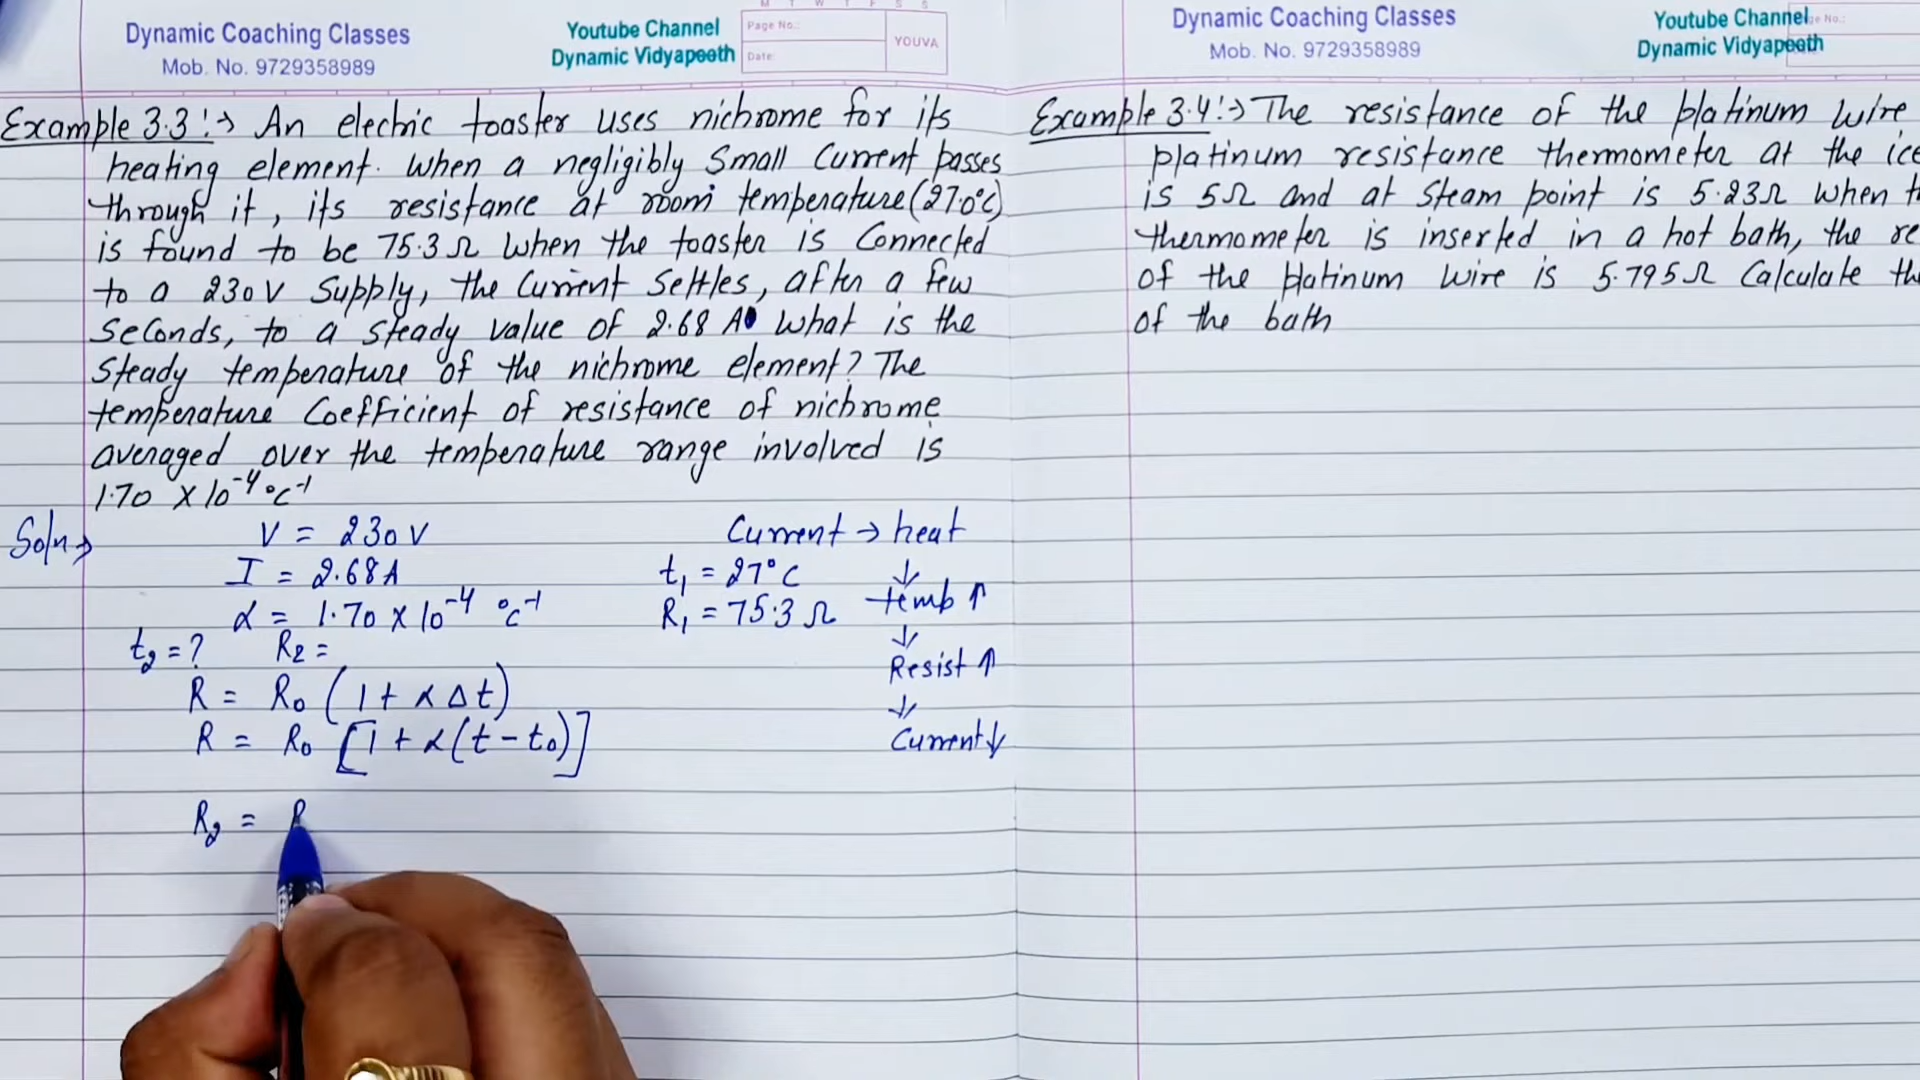 Dynamic Coaching Classes
Mob. No. 9729358989
Youtube Channel
Dynamic Vidyapeeth
M T W T F S S
Page No.:
Date:
YOUVA
Example 3.3 :→ An electric toaster uses nichrome for its
heating element. When a negligibly Small Current passes
through it, its resistance at room temperature (27.0°C)
is found to be 75.3 Ω When the toaster is Connected
to a 230 V Supply, the Current Settles, after a few
Seconds, to a steady value of 2.68 A What is the
Steady temperature of the nichrome element? The
temperature Coefficient of resistance of nichrome
averaged over the temperature range involved is
1.70 × 10⁻⁴ °C⁻¹
Soln →
V = 230 V
I = 2.68 A
α = 1.70 × 10⁻⁴ °C⁻¹
t₂ = ? R₂ =
R = R₀ (1 + α Δt)
R = R₀ [1 + α (t - t₀)]
R₂ = R
Current → heat
t₁ = 27°C ↓
R₁ = 75.3 Ω temp ↑
↓
Resist ↑
↓
Current ↓
Dynamic Coaching Classes
Mob. No. 9729358989
Youtube Channel
Dynamic Vidyapeeth
No.:
Example 3.4 :→ The resistance of the platinum wire
platinum resistance thermometer at the ice
is 5Ω and at Steam point is 5.23Ω When
thermometer is inserted in a hot bath, the
of the platinum wire is 5.795Ω Calculate
of the bath